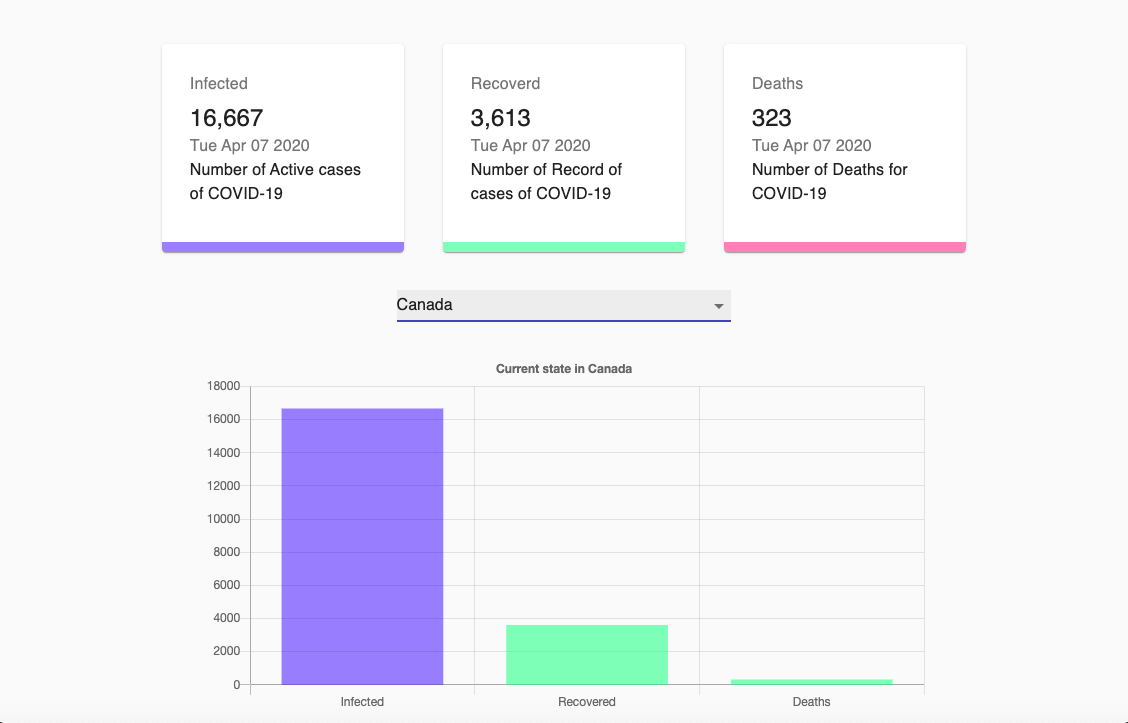 Infected
16,667
Tue Apr 07 2020
Number of Active cases
of COVID-19
Recoverd
3,613
Tue Apr 07 2020
Number of Record of
cases of COVID-19
Deaths
323
Tue Apr 07 2020
Number of Deaths for
COVID-19
Canada
Current state in Canada
18000
16000
14000
12000
10000
8000
6000
4000
2000
0
Infected
Recovered
Deaths